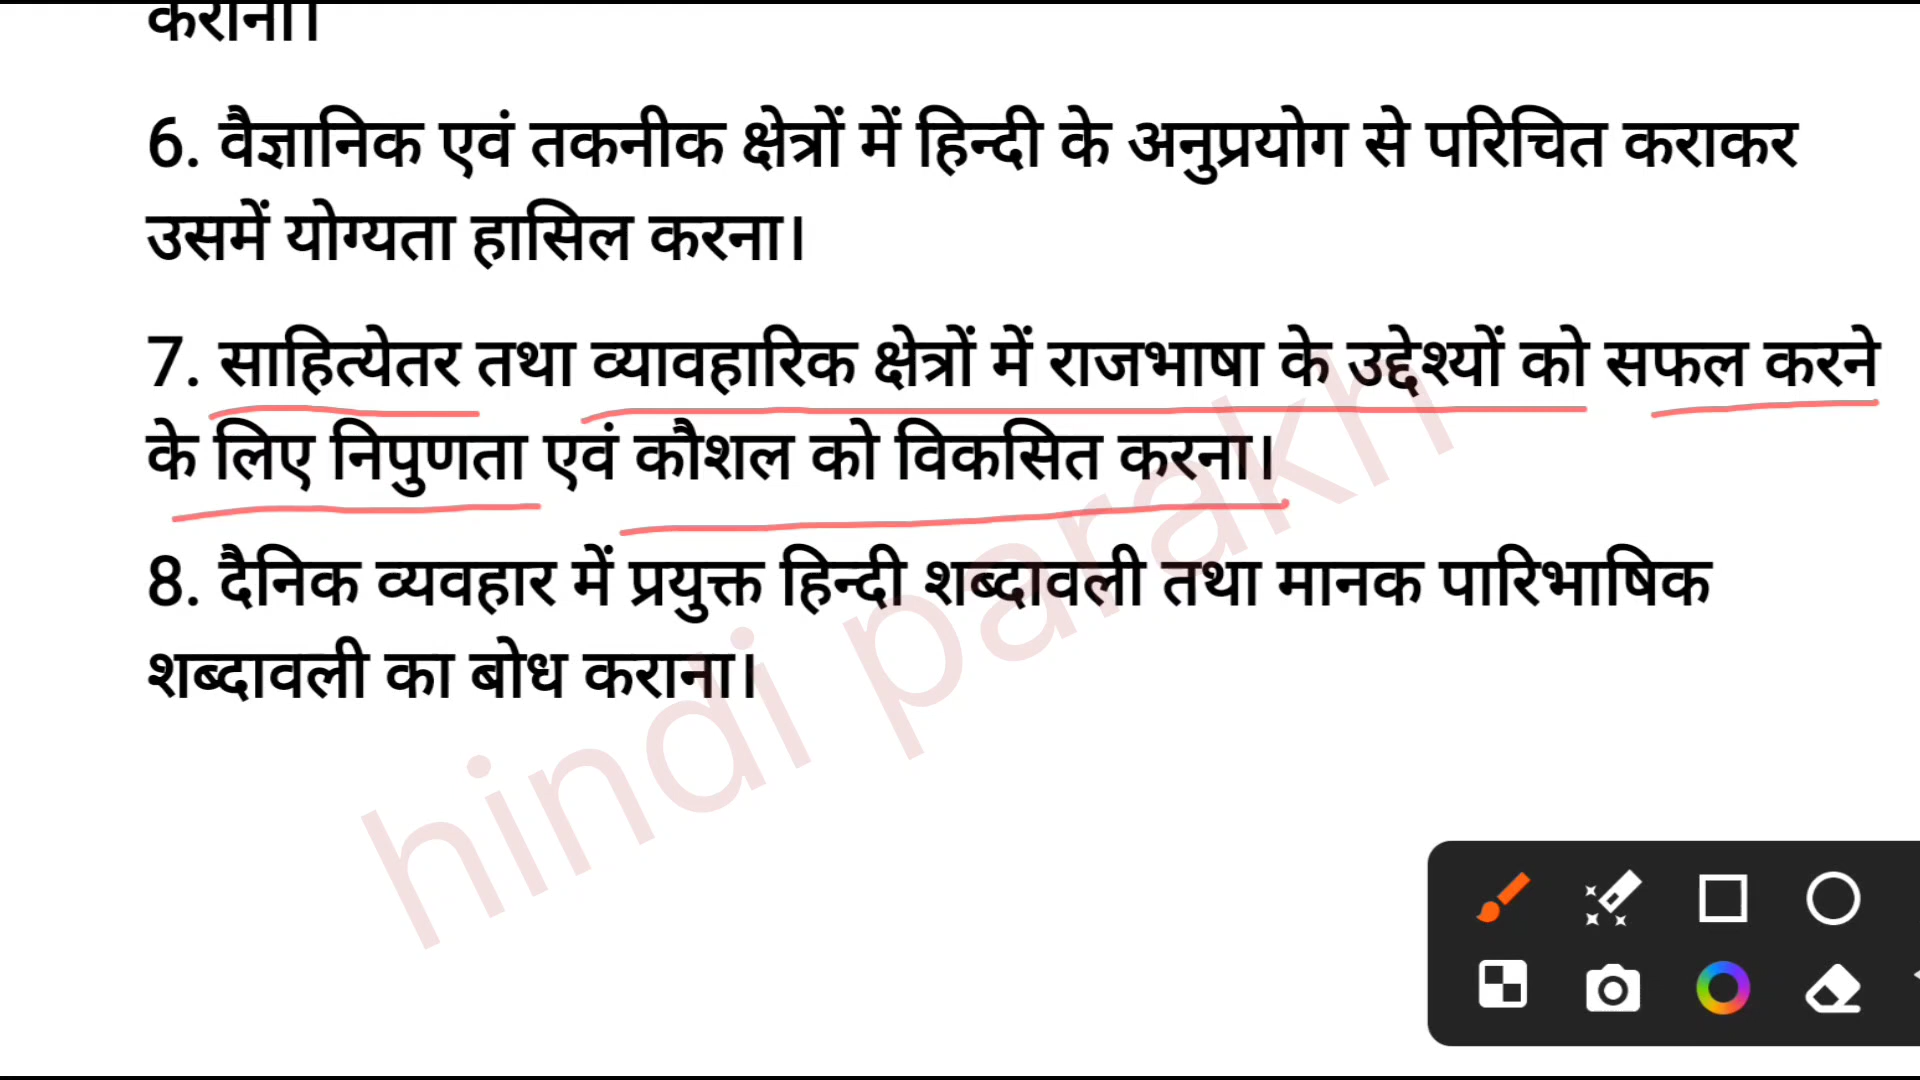 कराना।
6. वैज्ञानिक एवं तकनीक क्षेत्रों में हिन्दी के अनुप्रयोग से परिचित कराकर
उसमें योग्यता हासिल करना।
7. साहित्येतर तथा व्यावहारिक क्षेत्रों में राजभाषा के उद्देश्यों को सफल करने
के लिए निपुणता एवं कौशल को विकसित करना।
8. दैनिक व्यवहार में प्रयुक्त हिन्दी शब्दावली तथा मानक पारिभाषिक
शब्दावली का बोध कराना।
hindi parakh